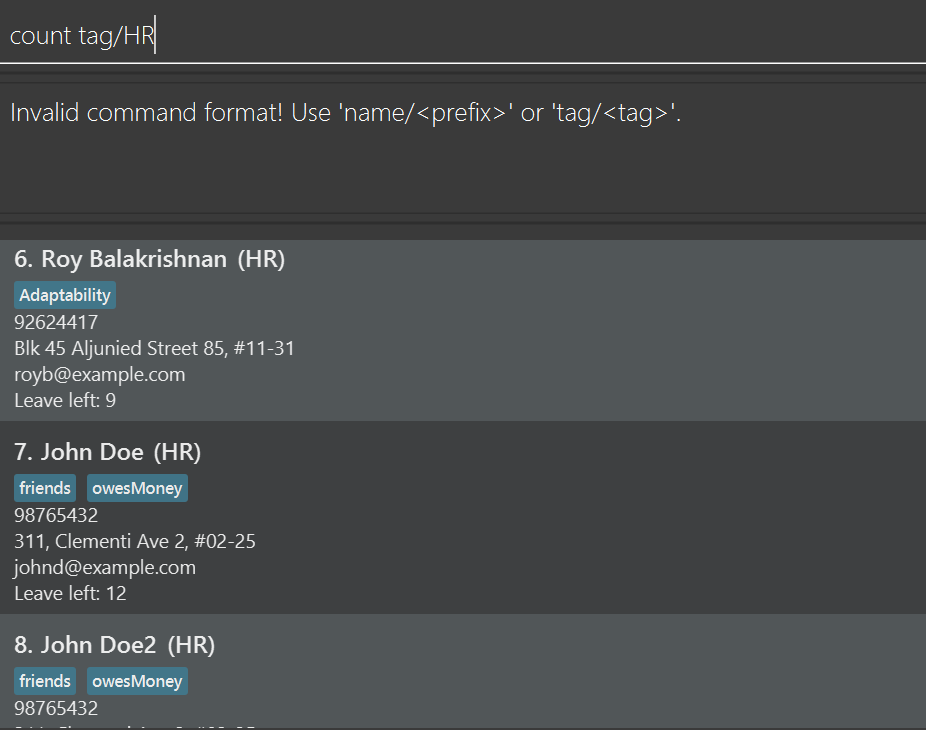 count tag/HR
Invalid command format! Use 'name/<prefix>' or 'tag/<tag>'.
6. Roy Balakrishnan (HR)
Adaptability
92624417
Blk 45 Aljunied Street 85, #11-31
royb@example.com
Leave left: 9
7. John Doe (HR)
friends owesMoney
98765432
311, Clementi Ave 2, #02-25
johnd@example.com
Leave left: 12
8. John Doe2 (HR)
friends owesMoney
98765432